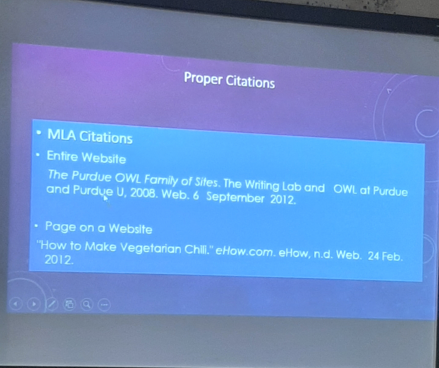 Proper Citations
• MLA Citations
• Entire Website
The Purdue OWL Family of Sites. The Writing Lab and OWL at Purdue
and Purdue U, 2008. Web. 6 September 2012.
• Page on a Website
"How to Make Vegetarian Chili." eHow.com. eHow, n.d. Web. 24 Feb.
2012.